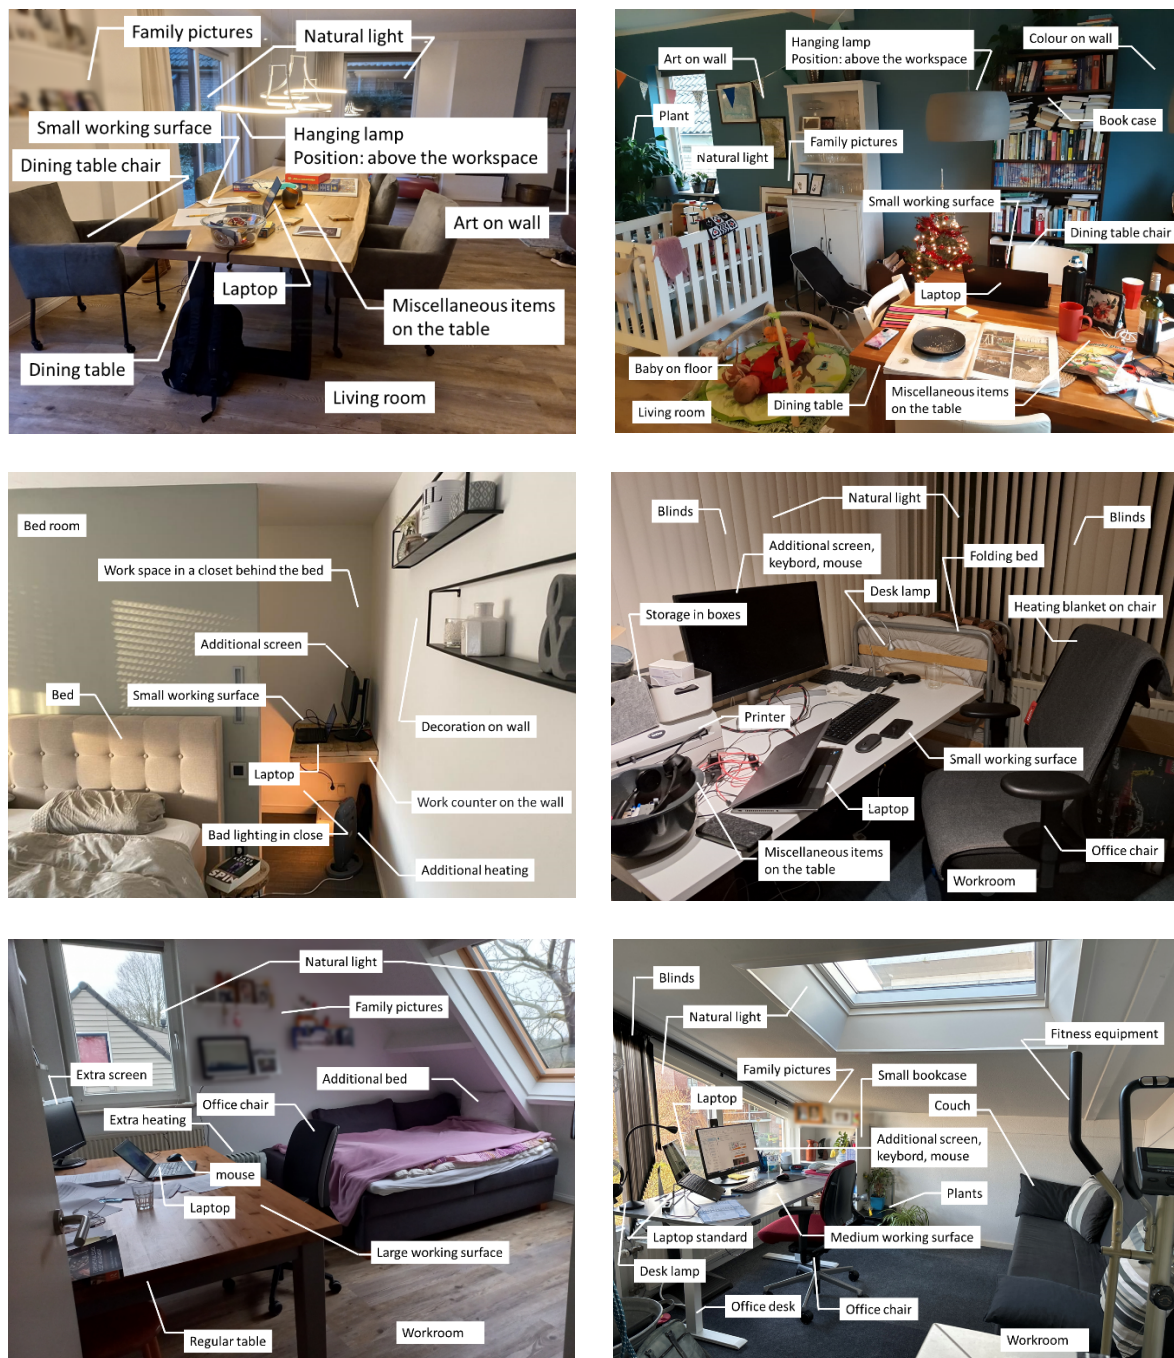 Family pictures
Natural light
Small working surface
Hanging lamp
Position: above the workspace
Dining table chair
Art on wall
Laptop
Miscellaneous items
on the table
Dining table
Living room
Hanging lamp
Position: above the workspace
Colour on wall
Art on wall
Plant
Book case
Family pictures
Natural light
Small working surface
Dining table chair
Laptop
Baby on floor
Miscellaneous items
on the table
Dining table
Living room
Bed room
Work space in a closet behind the bed
Additional screen
Bed
Small working surface
Decoration on wall
Laptop
Work counter on the wall
Bad lighting in close
Additional heating
SPIN
Natural light
Blinds
Blinds
Additional screen,
keybord, mouse
Folding bed
Desk lamp
Heating blanket on chair
Storage in boxes
Printer
Small working surface
Laptop
Miscellaneous items
on the table
Office chair
Workroom
Natural light
Family pictures
Extra screen
Additional bed
Office chair
Extra heating
mouse
Laptop
Large working surface
Regular table
Workroom
Blinds
Natural light
Fitness equipment
Family pictures
Small bookcase
Laptop
Couch
Additional screen,
keybord, mouse
Plants
Laptop standard
Medium working surface
Desk lamp
Office desk
Office chair
Workroom